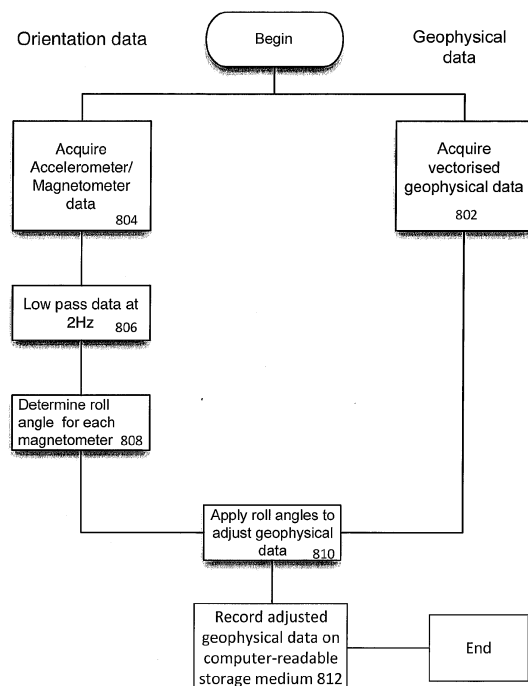 Orientation data
Begin
Geophysical
data
Acquire
Accelerometer/
Magnetometer
data
804
Acquire
vectorised
geophysical data
802
Low pass data at
2Hz 806
Determine roll
angle for each
magnetometer 808
Apply roll angles to
adjust geophysical
data 810
Record adjusted
geophysical data on
computer-readable
storage medium 812
End